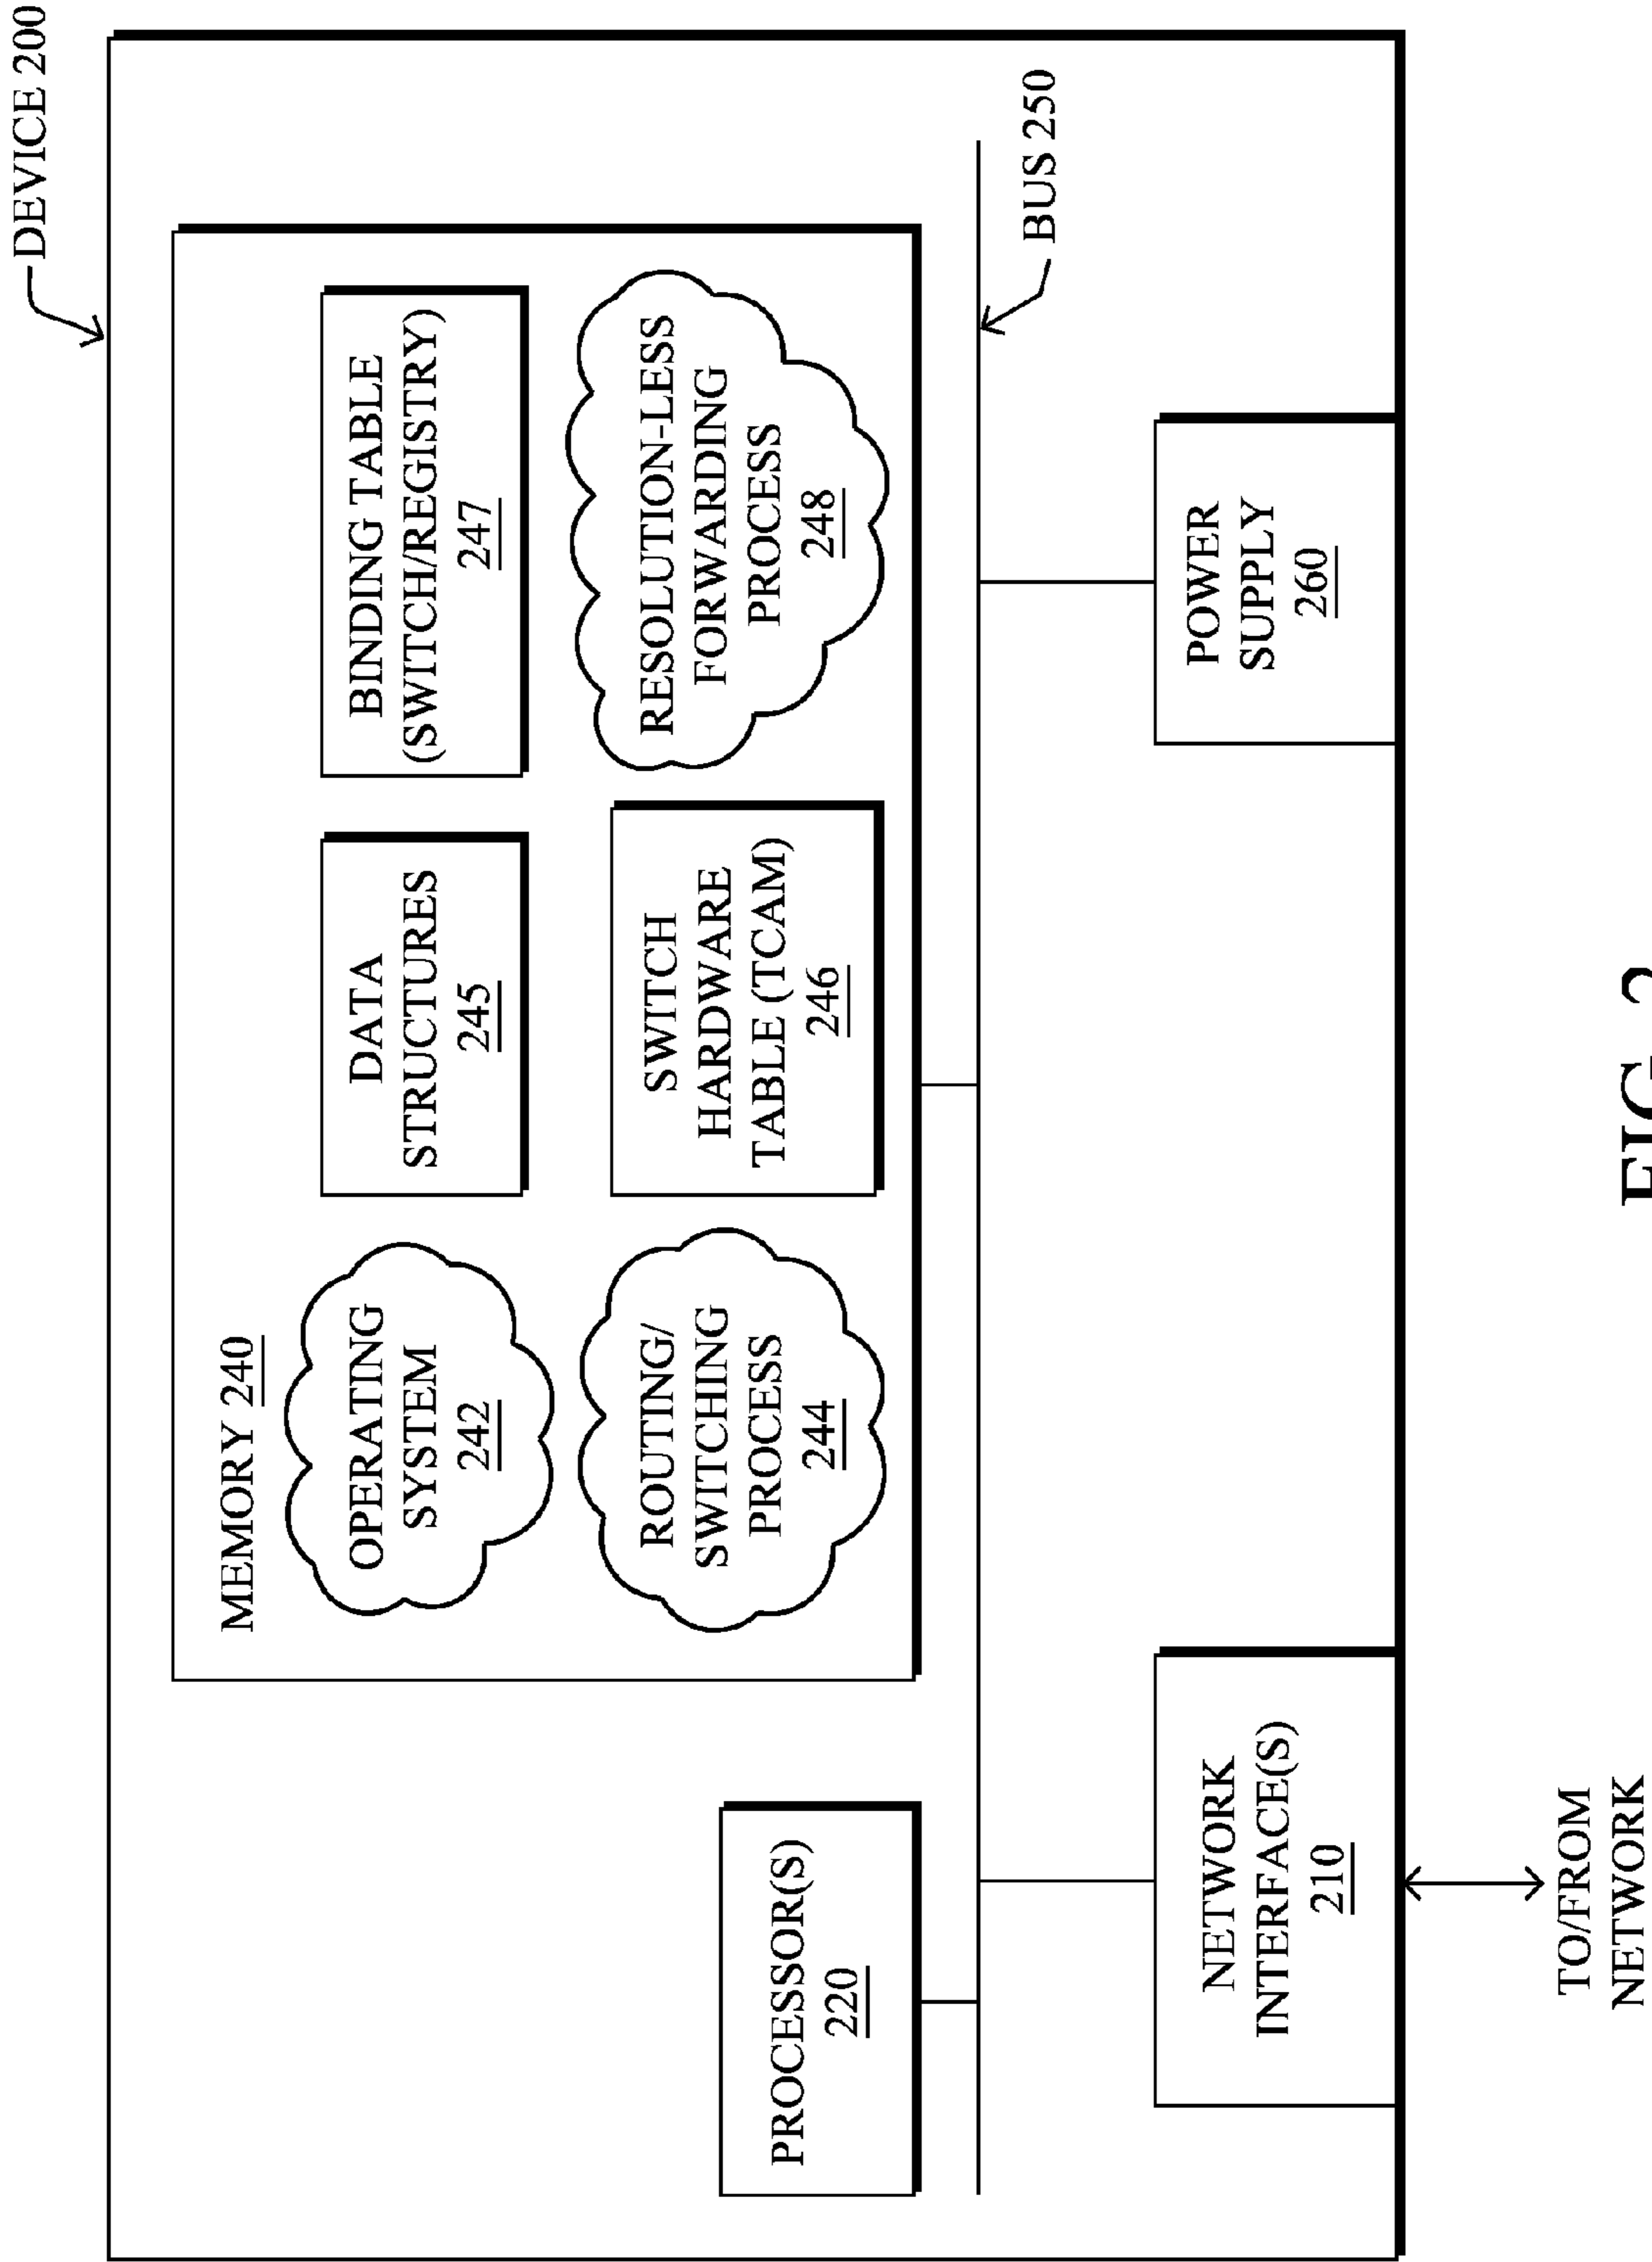 DEVICE 200
MEMORY 240
OPERATING
SYSTEM
242
DATA
STRUCTURES
245
BINDING TABLE
(SWITCH/REGISTRY)
247
ROUTING/
SWITCHING
PROCESS
244
SWITCH
HARDWARE
TABLE (TCAM)
246
RESOLUTION-LESS
FORWARDING
PROCESS
248
PROCESSOR(S)
220
BUS 250
NETWORK
INTERFACE(S)
210
POWER
SUPPLY
260
TO/FROM
NETWORK
FIG. 2